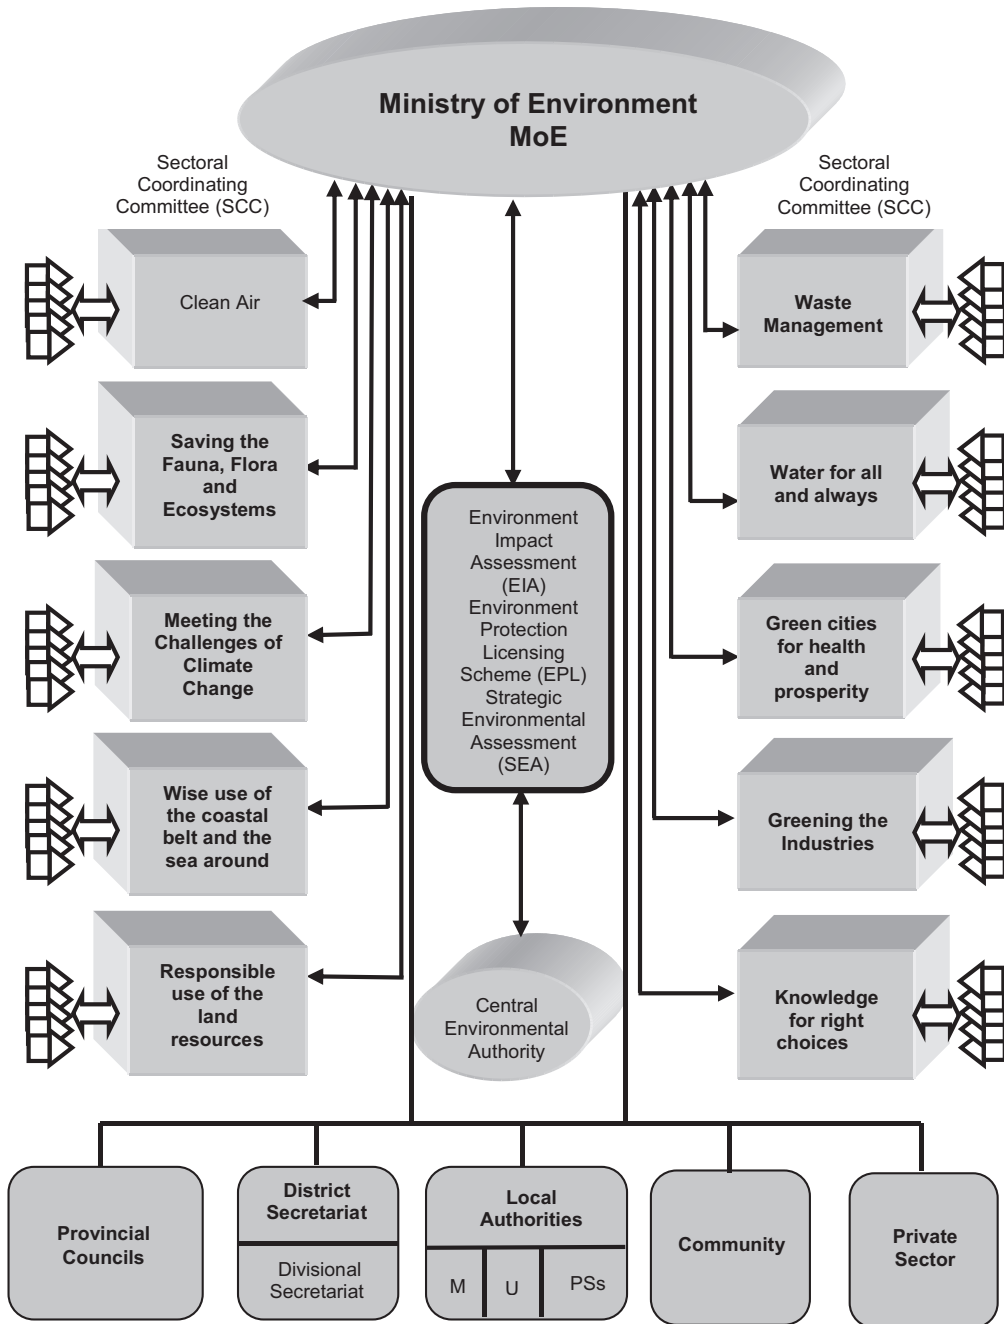 Ministry of Environment
MoE
Sectoral
Coordinating
Committee (SCC)
Clean Air
Saving the
Fauna, Flora
and
Ecosystems
Meeting the
Challenges of
Climate
Change
Wise use of
the coastal
belt and the
sea around
Responsible
use of the
land
resources
Environment
Impact
Assessment
(EIA)
Environment
Protection
Licensing
Scheme (EPL)
Strategic
Environmental
Assessment
(SEA)
Central
Environmental
Authority
Sectoral
Coordinating
Committee (SCC)
Waste
Management
Water for all
and always
Green cities
for health
and
prosperity
Greening the
Industries
Knowledge
for right
choices
Provincial
Councils
District
Secretariat
Divisional
Secretariat
Local
Authorities
M
U
PSs
Community
Private
Sector